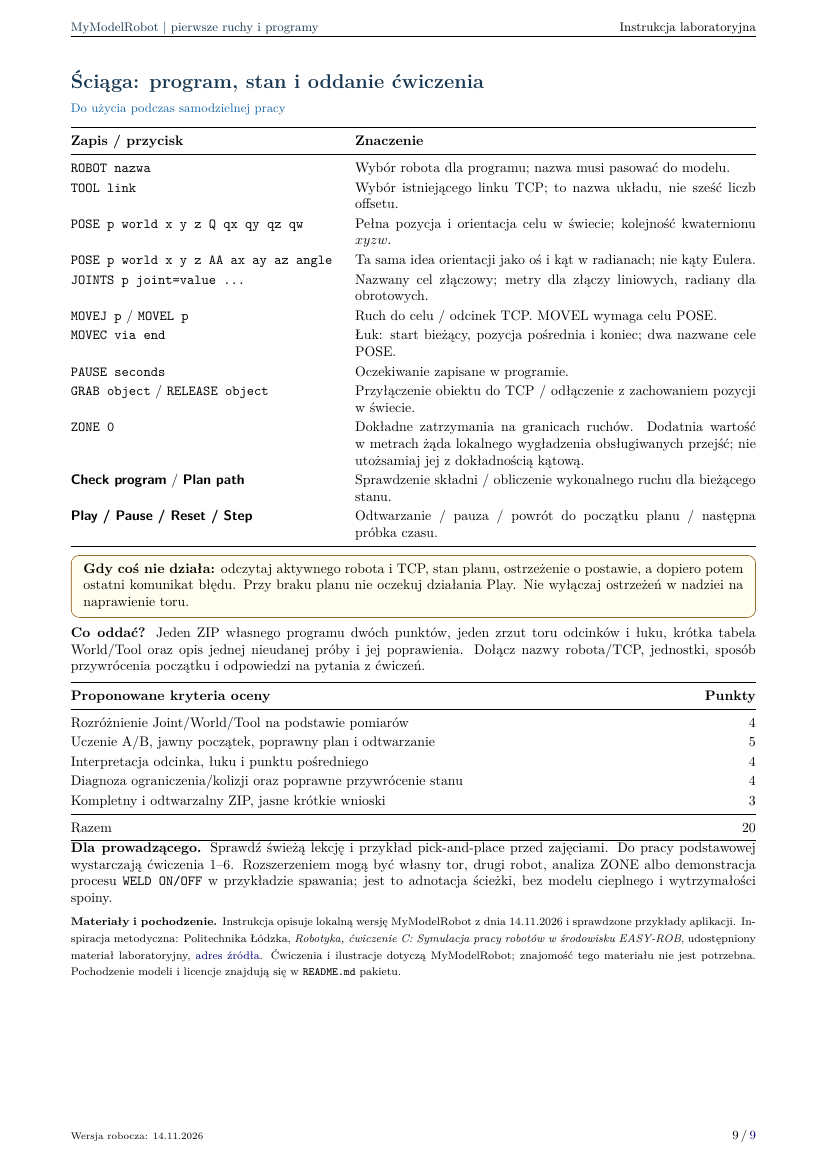 MyModelRobot | pierwsze ruchy i programy Instrukcja laboratoryjna
Ściąga: program, stan i oddanie ćwiczenia
Do użycia podczas samodzielnej pracy
Zapis / przycisk Znaczenie
ROBOT nazwa Wybór robota dla programu; nazwa musi pasować do modelu.
TOOL link Wybór istniejącego linku TCP; to nazwa układu, nie sześć liczb
offsetu.
POSE p world x y z Q qx qy qz qw Pełna pozycja i orientacja celu w świecie; kolejność kwaternionu
xyzw.
POSE p world x y z AA ax ay az angle Ta sama idea orientacji jako oś i kąt w radianach; nie kąty Eulera.
JOINTS p joint=value ... Nazwany cel złączowy; metry dla złączy liniowych, radiany dla
obrotowych.
MOVEJ p / MOVEL p Ruch do celu / odcinek TCP. MOVEL wymaga celu POSE.
MOVEC via end Łuk: start bieżący, pozycja pośrednia i koniec; dwa nazwane cele
POSE.
PAUSE seconds Oczekiwanie zapisane w programie.
GRAB object / RELEASE object Przyłączenie obiektu do TCP / odłączenie z zachowaniem pozycji
w świecie.
ZONE 0 Dokładne zatrzymania na granicach ruchów. Dodatnia wartość
w metrach żąda lokalnego wygładzenia obsługiwanych przejść; nie
utożsamiaj jej z dokładnością kątową.
Check program / Plan path Sprawdzenie składni / obliczenie wykonalnego ruchu dla bieżącego
stanu.
Play / Pause / Reset / Step Odtwarzanie / pauza / powrót do początku planu / następna
próbka czasu.
Gdy coś nie działa: odczytaj aktywnego robota i TCP, stan planu, ostrzeżenie o postawie, a dopiero potem
ostatni komunikat błędu. Przy braku planu nie oczekuj działania Play. Nie wyłączaj ostrzeżeń w nadziei na
naprawienie toru.
Co oddać? Jeden ZIP własnego programu dwóch punktów, jeden zrzut toru odcinków i łuku, krótka tabela
World/Tool oraz opis jednej nieudanej próby i jej poprawienia. Dołącz nazwy robota/TCP, jednostki, sposób
przywrócenia początku i odpowiedzi na pytania z ćwiczeń.
Proponowane kryteria oceny Punkty
Rozróżnienie Joint/World/Tool na podstawie pomiarów 4
Uczenie A/B, jawny początek, poprawny plan i odtwarzanie 5
Interpretacja odcinka, łuku i punktu pośredniego 4
Diagnoza ograniczenia/kolizji oraz poprawne przywrócenie stanu 4
Kompletny i odtwarzalny ZIP, jasne krótkie wnioski 3
Razem 20
Dla prowadzącego. Sprawdź świeżą lekcję i przykład pick-and-place przed zajęciami. Do pracy podstawowej
wystarczają ćwiczenia 1–6. Rozszerzeniem mogą być własny tor, drugi robot, analiza ZONE albo demonstracja
procesu WELD ON/OFF w przykładzie spawania; jest to adnotacja ścieżki, bez modelu cieplnego i wytrzymałości
spoiny.
Materiały i pochodzenie. Instrukcja opisuje lokalną wersję MyModelRobot z dnia 14.11.2026 i sprawdzone przykłady aplikacji. In-
spiracja metodyczna: Politechnika Łódzka, Robotyka, ćwiczenie C: Symulacja pracy robotów w środowisku EASY-ROB, udostępniony
materiał laboratoryjny, adres źródła. Ćwiczenia i ilustracje dotyczą MyModelRobot; znajomość tego materiału nie jest potrzebna.
Pochodzenie modeli i licencje znajdują się w README.md pakietu.
Wersja robocza: 14.11.2026 9 / 9